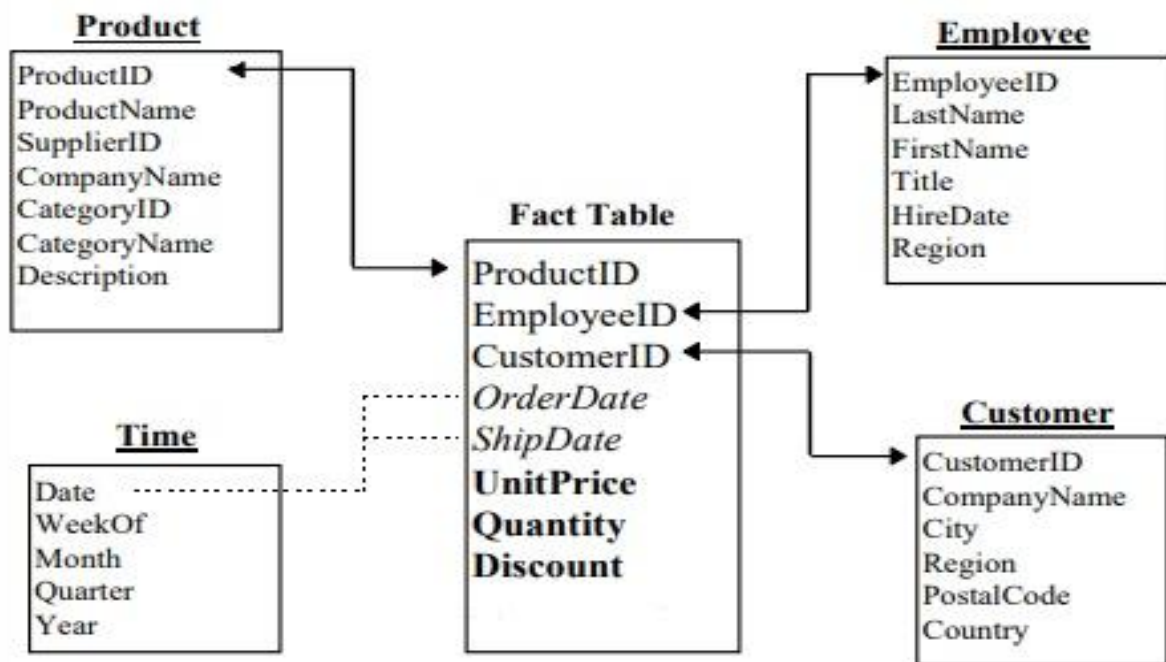 Product
ProductID
ProductName
SupplierID
CompanyName
CategoryID
CategoryName
Description
Employee
EmployeeID
LastName
FirstName
Title
HireDate
Region
Fact Table
ProductID
EmployeeID
CustomerID
OrderDate
ShipDate
UnitPrice
Quantity
Discount
Time
Date
WeekOf
Month
Quarter
Year
Customer
CustomerID
CompanyName
City
Region
PostalCode
Country